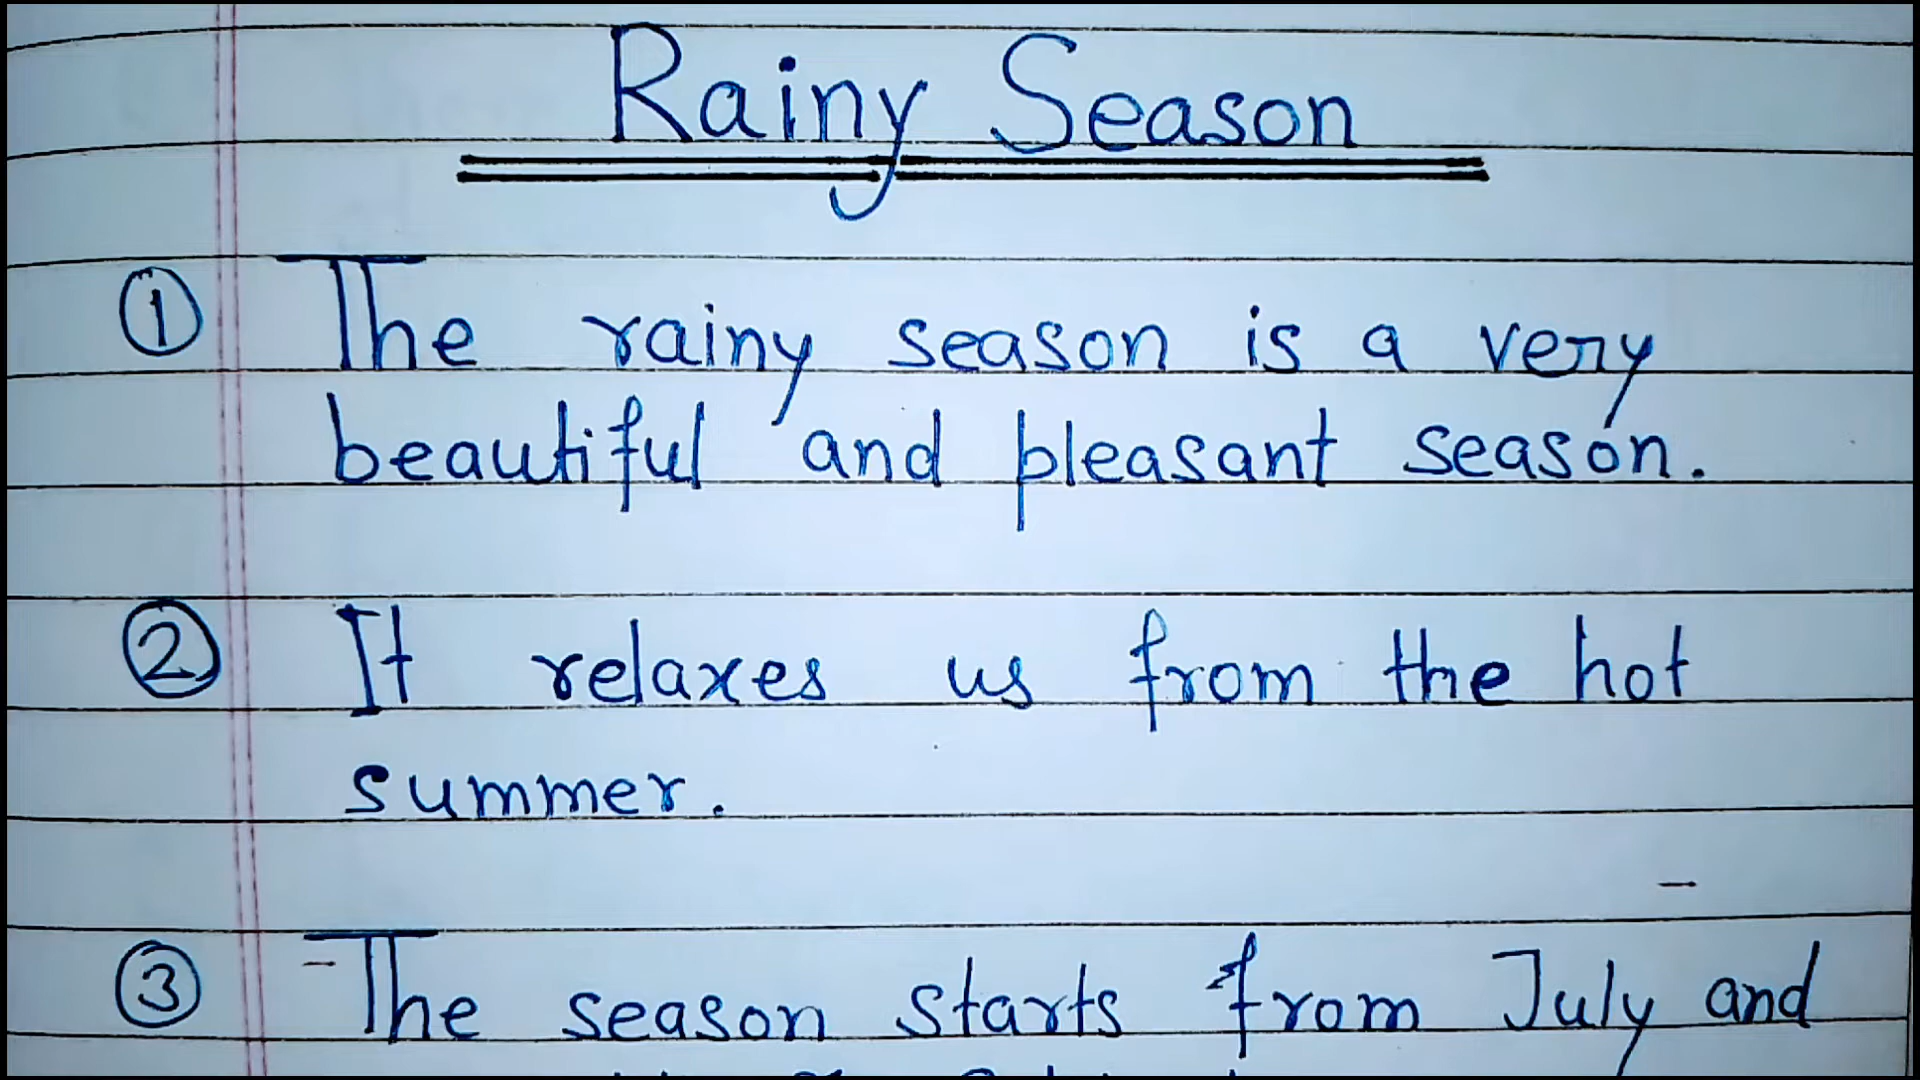 Rainy Season
① The rainy season is a very
beautiful and pleasant season.
② It relaxes us from the hot
summer.
③ The season starts from July and